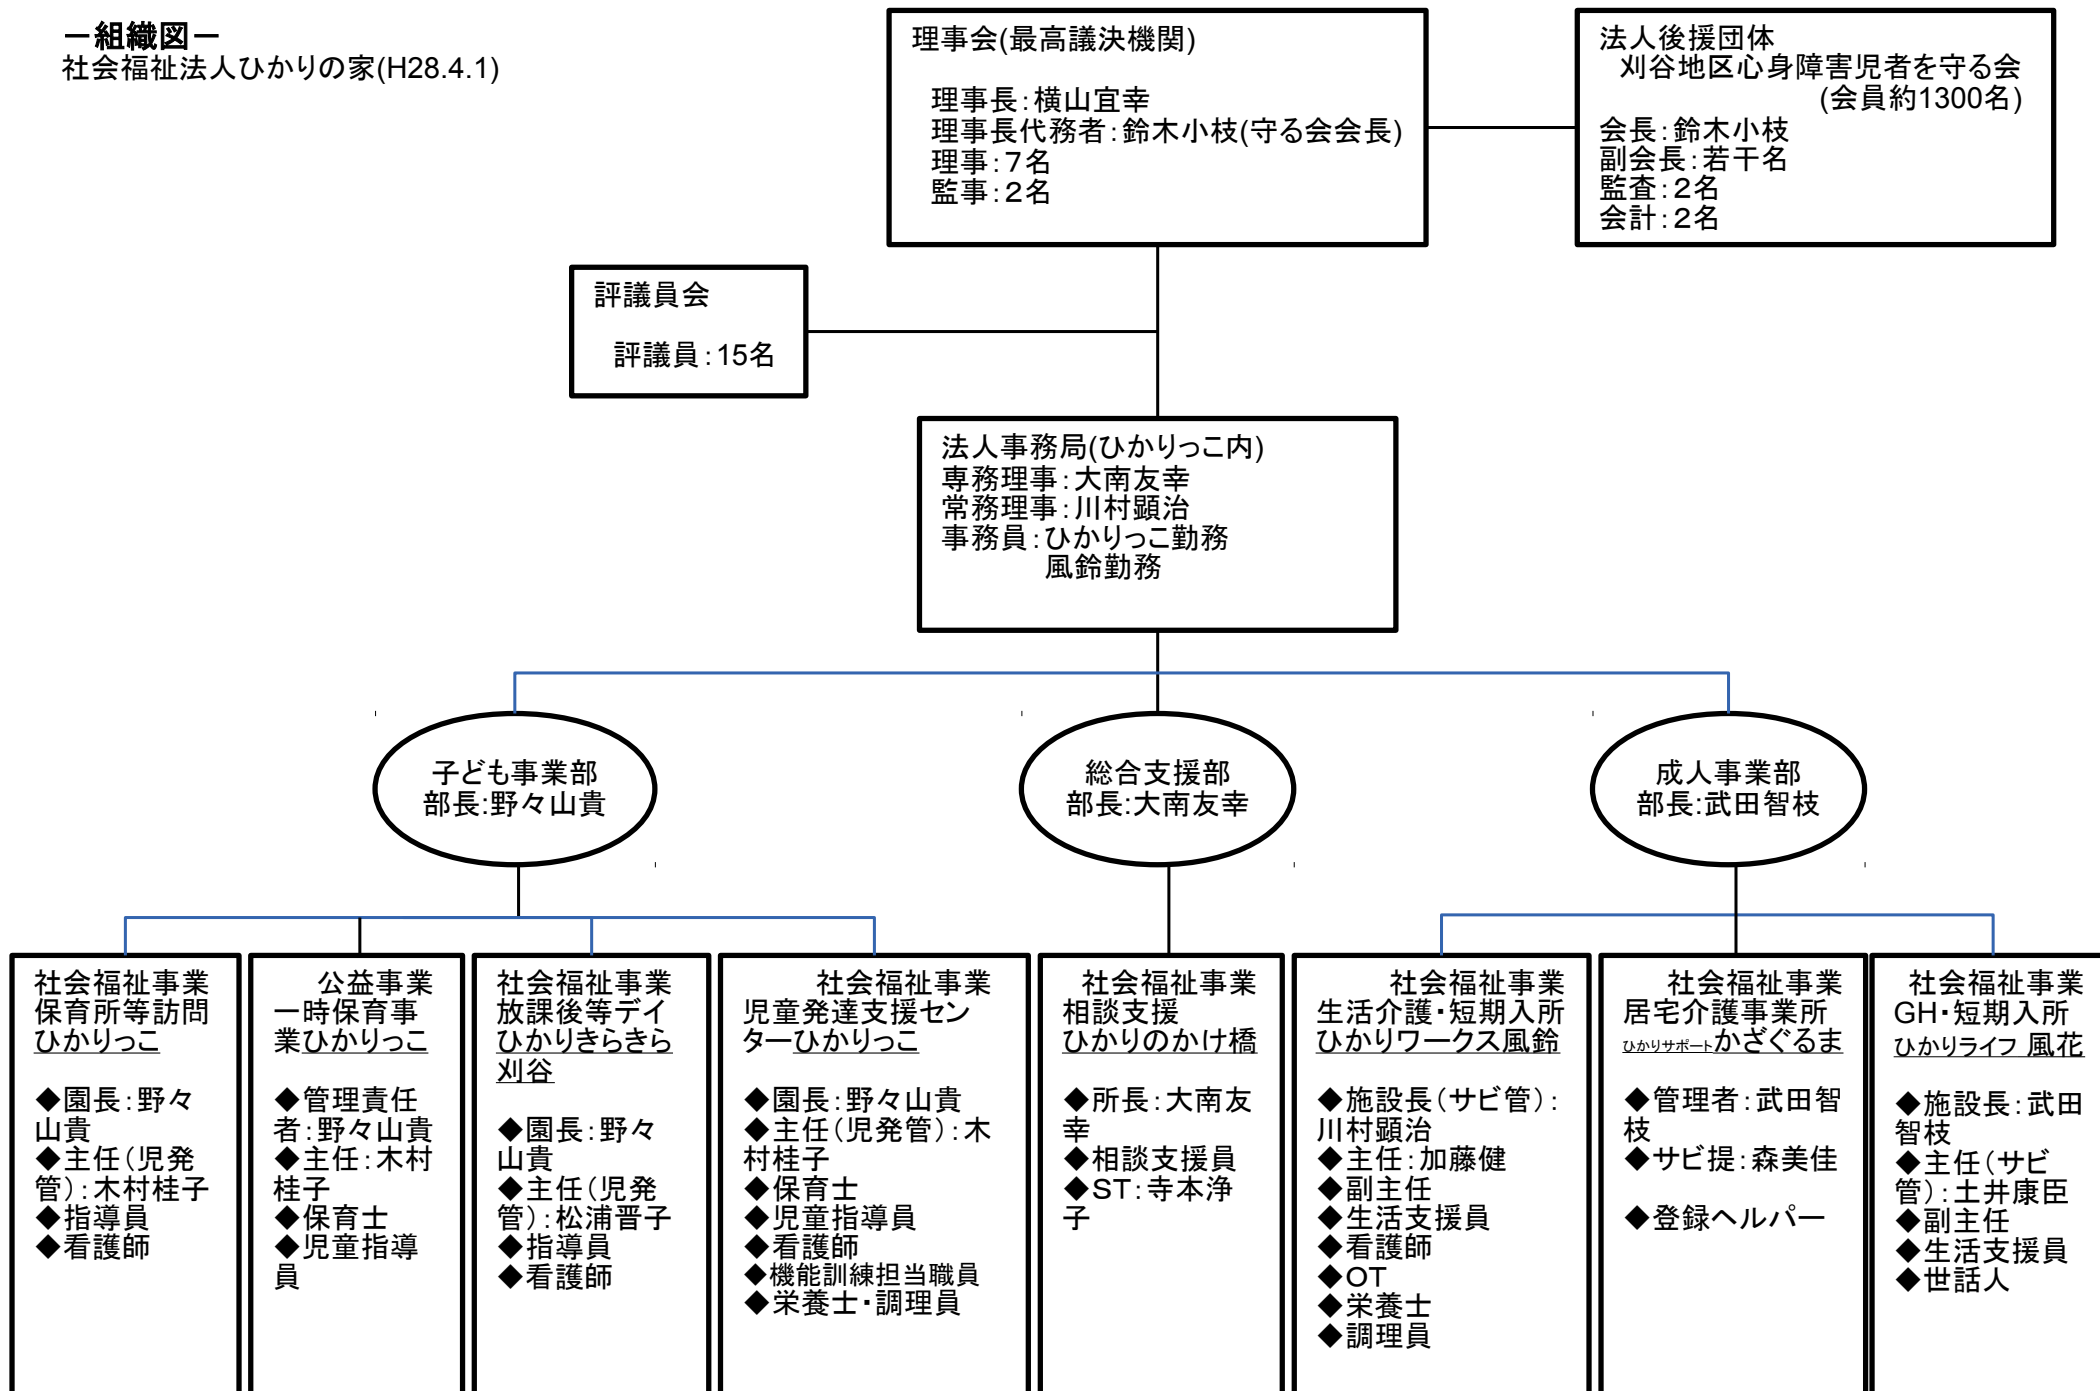 －組織図－
社会福祉法人ひかりの家(H28.4.1)
理事会(最高議決機関)
理事長：横山宜幸
理事長代務者：鈴木小枝(守る会会長)
理事：７名
監事：２名
法人後援団体
刈谷地区心身障害児者を守る会
(会員約1300名)
会長：鈴木小枝
副会長：若干名
監査：２名
会計：２名
評議員会
評議員：15名
法人事務局(ひかりっこ内)
専務理事：大南友幸
常務理事：川村顕治
事務員：ひかりっこ勤務
風鈴勤務
子ども事業部
部長:野々山貴
総合支援部
部長:大南友幸
成人事業部
部長:武田智枝
社会福祉事業
保育所等訪問
ひかりっこ
◆園長：野々
山貴
◆主任（児発
管）：木村桂子
◆指導員
◆看護師
公益事業
一時保育事
業ひかりっこ
◆管理責任
者：野々山貴
◆主任：木村
桂子
◆保育士
◆児童指導
員
社会福祉事業
放課後等デイ
ひかりきらきら
刈谷
◆園長：野々
山貴
◆主任（児発
管）：松浦晋子
◆指導員
◆看護師
社会福祉事業
児童発達支援セン
ターひかりっこ
◆園長：野々山貴
◆主任（児発管）：木
村桂子
◆保育士
◆児童指導員
◆看護師
◆機能訓練担当職員
◆栄養士・調理員
社会福祉事業
相談支援
ひかりのかけ橋
◆所長：大南友
幸
◆相談支援員
◆ST：寺本浄
子
社会福祉事業
生活介護・短期入所
ひかりワークス風鈴
◆施設長（サビ管）：
川村顕治
◆主任：加藤健
◆副主任
◆生活支援員
◆看護師
◆OT
◆栄養士
◆調理員
社会福祉事業
居宅介護事業所
ひかりサポートかざぐるま
◆管理者：武田智
枝
◆サビ提：森美佳
◆登録ヘルパー
社会福祉事業
GH・短期入所
ひかりライフ 風花
◆施設長：武田
智枝
◆主任（サビ
管）：土井康臣
◆副主任
◆生活支援員
◆世話人